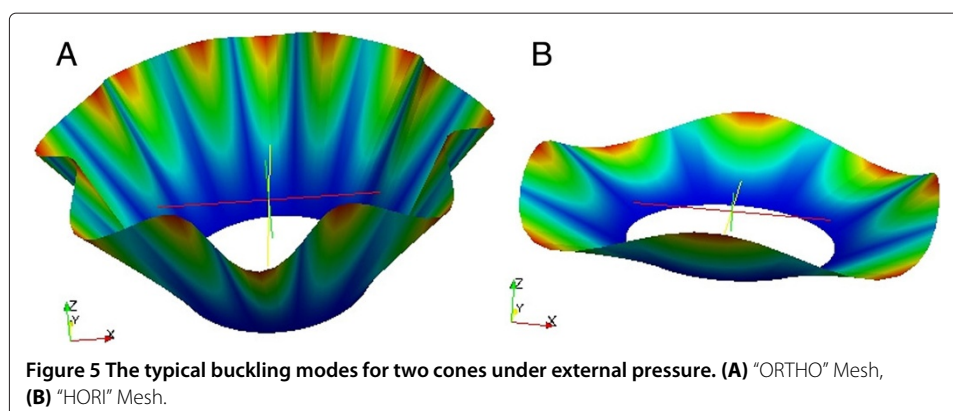 A
B
Z
Y
X
Z
Y
X
Figure 5 The typical buckling modes for two cones under external pressure. (A) “ORTHO” Mesh,
(B) “HORI” Mesh.